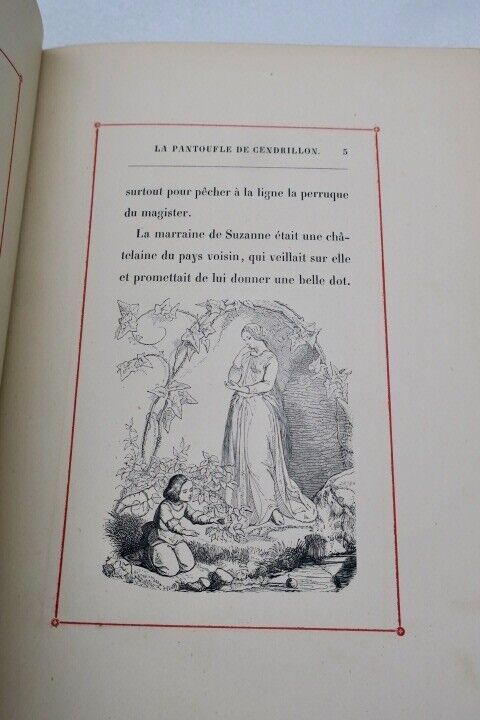 LA PANTOUFLE DE CENDRILLON. 5
surtout pour pêcher à la ligne la perruque
du magister.
La marraine de Suzanne était une châ-
telaine du pays voisin, qui veillait sur elle
et promettait de lui donner une belle dot.